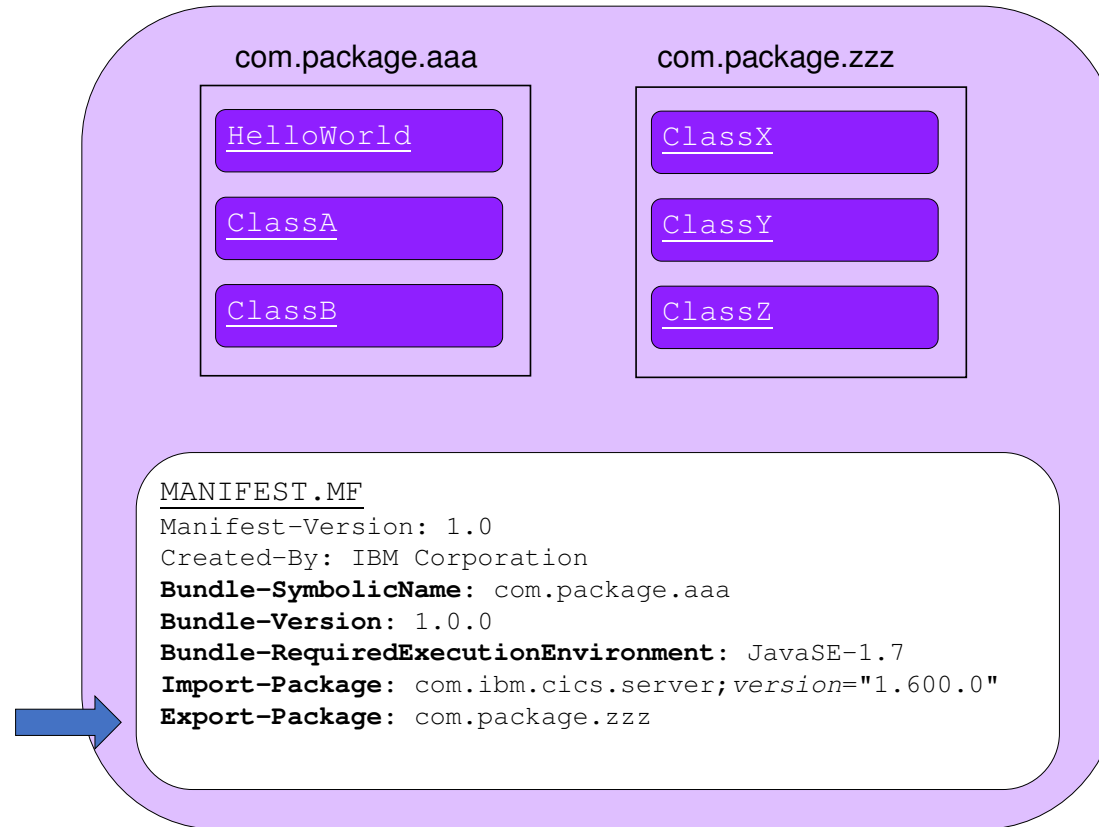 com.package.aaa
HelloWorld
ClassA
ClassB
com.package.zzz
ClassX
ClassY
ClassZ
MANIFEST.MF
Manifest-Version: 1.0
Created-By: IBM Corporation
Bundle-SymbolicName: com.package.aaa
Bundle-Version: 1.0.0
Bundle-RequiredExecutionEnvironment: JavaSE-1.7
Import-Package: com.ibm.cics.server;version="1.600.0"
Export-Package: com.package.zzz